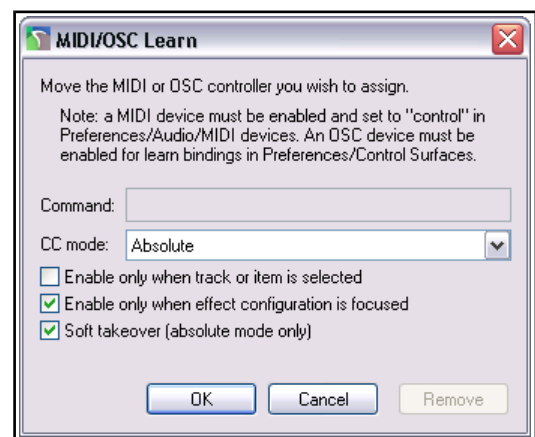 MIDI/OSC Learn
Move the MIDI or OSC controller you wish to assign.
Note: a MIDI device must be enabled and set to "control" in
Preferences/Audio/MIDI devices. An OSC device must be
enabled for learn bindings in Preferences/Control Surfaces.
Command:
CC mode: Absolute
Enable only when track or item is selected
Enable only when effect configuration is focused
Soft takeover (absolute mode only)
OK Cancel Remove